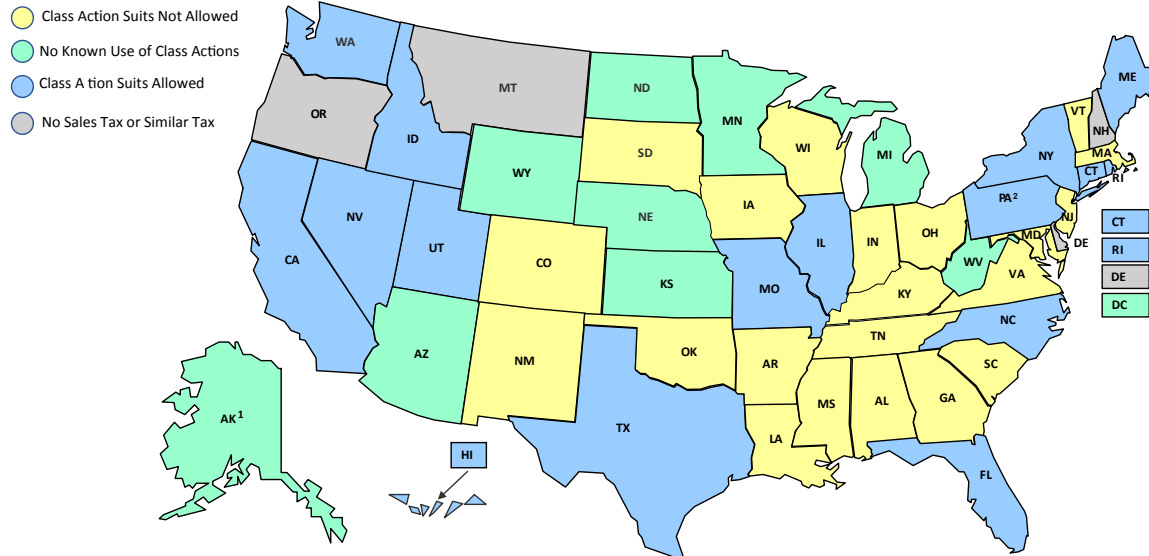 Class Action Suits Not Allowed
No Known Use of Class Actions
Class A tion Suits Allowed
No Sales Tax or Similar Tax
WA
MT
ND
MN
ME
OR
ID
SD
WI
MI
VT
NH
NY
MA
CT
RI
WY
IA
PA²
NE
NJ
NV
UT
IL
IN
OH
MD
DE
CT
RI
DE
DC
CA
CO
KS
MO
WV
VA
KY
NC
TN
AZ
NM
OK
AR
SC
MS
AL
GA
AK¹
TX
LA
HI
FL